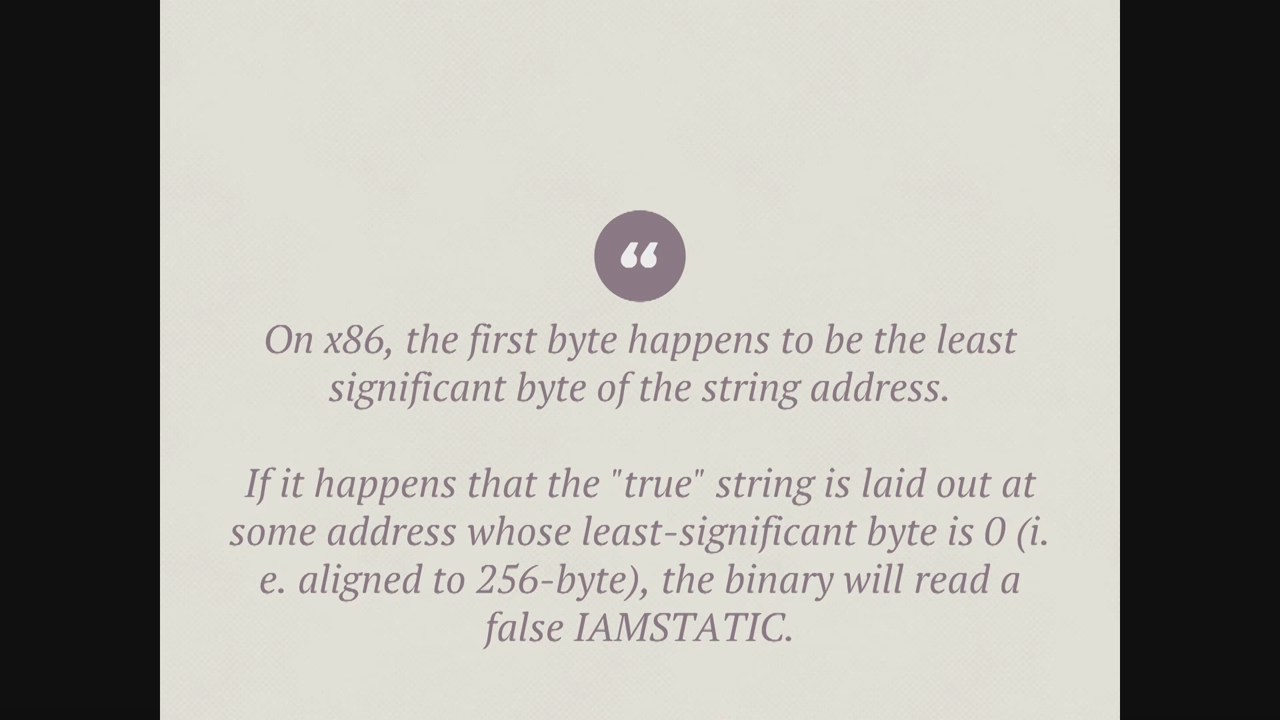 “
On x86, the first byte happens to be the least
significant byte of the string address.
If it happens that the "true" string is laid out at
some address whose least-significant byte is 0 (i.
e. aligned to 256-byte), the binary will read a
false IAMSTATIC.